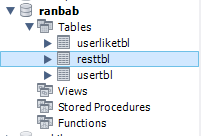 ranbab
Tables
userliketbl
resttbl
usertbl
Views
Stored Procedures
Functions